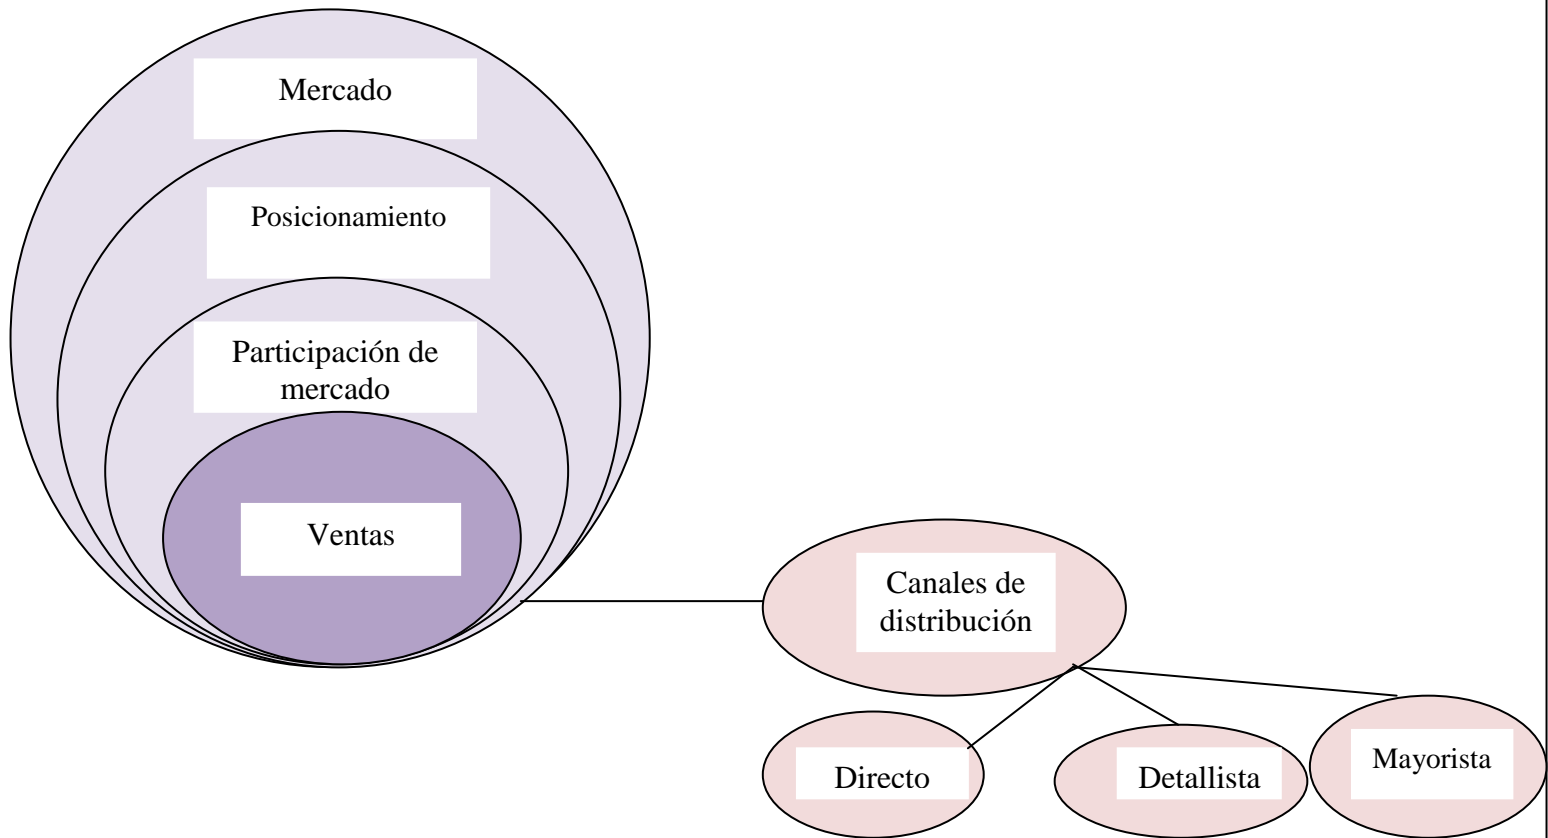 Mercado
Posicionamiento
Participación de
mercado
Ventas
Canales de
distribución
Directo
Detallista
Mayorista